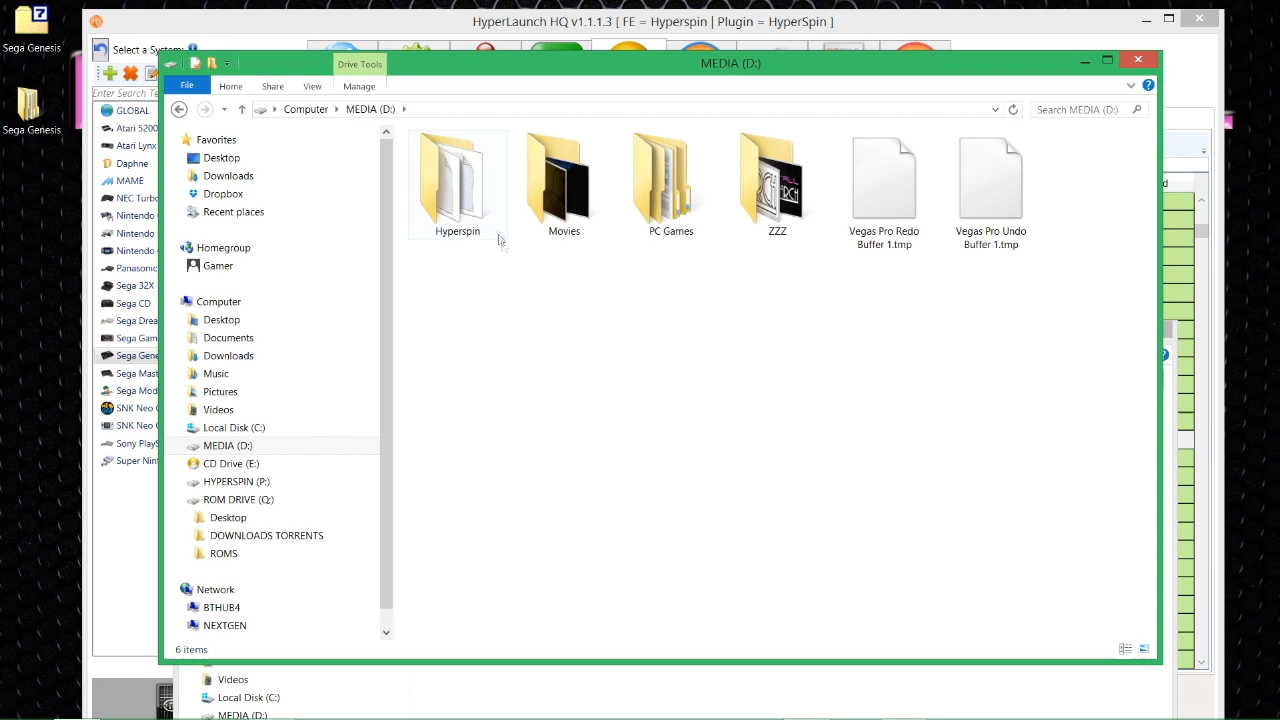 Sega Genesis
Sega Genesis
HyperLaunch HQ v1.1.1.3 [ FE = Hyperspin | Plugin = HyperSpin ]
Select a System:
Enter Search Te
GLOBAL
Atari 5200
Atari Lynx
Daphne
MAME
NEC Turbo
Nintendo
Nintendo
Nintendo
Panasonic
Sega 32X
Sega CD
Sega Drea
Sega Gam
Sega Gene
Sega Mast
Sega Mod
SNK Neo
SNK Neo
Sony PlayS
Super Nint
Drive Tools
MEDIA (D:)
File
Home
Share
View
Manage
Computer
MEDIA (D:)
Search MEDIA (D:)
Favorites
Desktop
Downloads
Dropbox
Recent places
Homegroup
Gamer
Computer
Desktop
Documents
Downloads
Music
Pictures
Videos
Local Disk (C:)
MEDIA (D:)
CD Drive (E:)
HYPERSPIN (P:)
ROM DRIVE (Q:)
Desktop
DOWNLOADS TORRENTS
ROMS
Network
BTHUB4
NEXTGEN
Hyperspin
Movies
PC Games
ZZZ
Vegas Pro Redo
Buffer 1.tmp
Vegas Pro Undo
Buffer 1.tmp
6 items
Videos
Local Disk (C:)
MEDIA (D:)